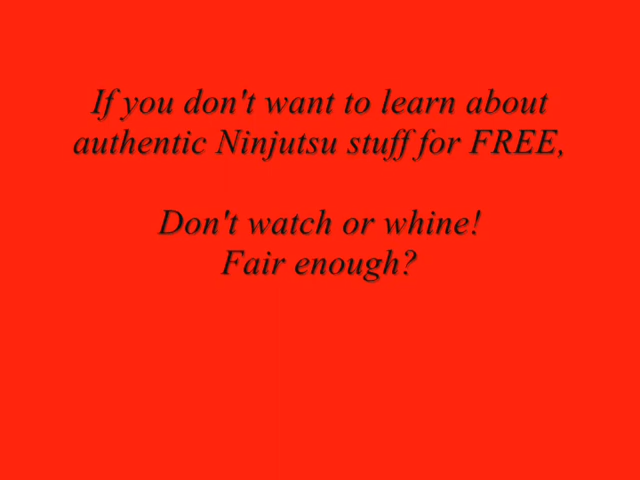 If you don't want to learn about
authentic Ninjutsu stuff for FREE,
Don't watch or whine!
Fair enough?